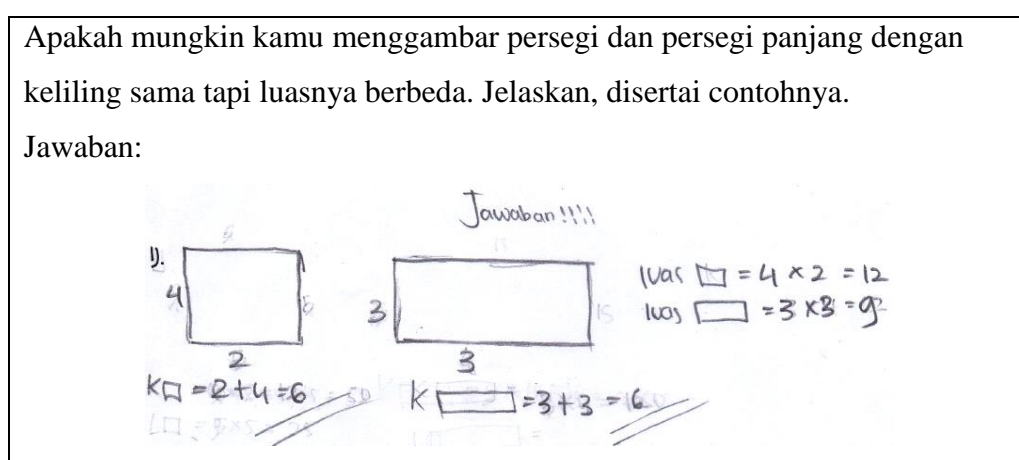 Apakah mungkin kamu menggambar persegi dan persegi panjang dengan
keliling sama tapi luasnya berbeda. Jelaskan, disertai contohnya.
Jawaban:
Jawaban!!!!
1).
4
2
K□ = 2+4=6
3
3
K▭ =3+3 =6
luas □ = 4 × 2 = 12
luas ▭ = 3 × 3 = 9